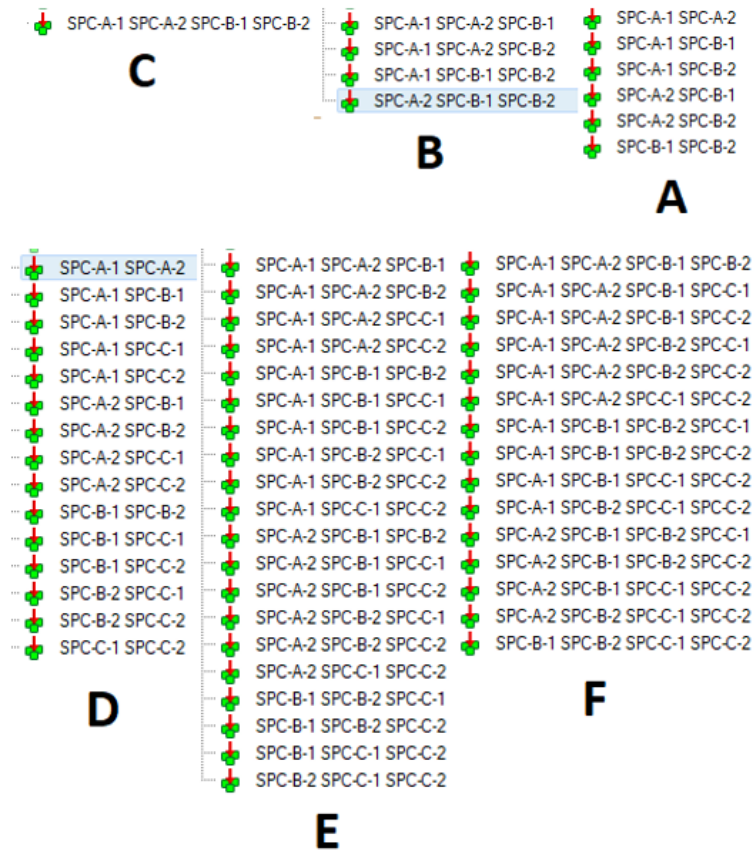 SPC-A-1 SPC-A-2 SPC-B-1 SPC-B-2
C
SPC-A-1 SPC-A-2 SPC-B-1
SPC-A-1 SPC-A-2 SPC-B-2
SPC-A-1 SPC-B-1 SPC-B-2
SPC-A-2 SPC-B-1 SPC-B-2
B
SPC-A-1 SPC-A-2
SPC-A-1 SPC-B-1
SPC-A-1 SPC-B-2
SPC-A-2 SPC-B-1
SPC-A-2 SPC-B-2
SPC-B-1 SPC-B-2
A
SPC-A-1 SPC-A-2
SPC-A-1 SPC-B-1
SPC-A-1 SPC-B-2
SPC-A-1 SPC-C-1
SPC-A-1 SPC-C-2
SPC-A-2 SPC-B-1
SPC-A-2 SPC-B-2
SPC-A-2 SPC-C-1
SPC-A-2 SPC-C-2
SPC-B-1 SPC-B-2
SPC-B-1 SPC-C-1
SPC-B-1 SPC-C-2
SPC-B-2 SPC-C-1
SPC-B-2 SPC-C-2
SPC-C-1 SPC-C-2
D
SPC-A-1 SPC-A-2 SPC-B-1
SPC-A-1 SPC-A-2 SPC-B-2
SPC-A-1 SPC-A-2 SPC-C-1
SPC-A-1 SPC-A-2 SPC-C-2
SPC-A-1 SPC-B-1 SPC-B-2
SPC-A-1 SPC-B-1 SPC-C-1
SPC-A-1 SPC-B-1 SPC-C-2
SPC-A-1 SPC-B-2 SPC-C-1
SPC-A-1 SPC-B-2 SPC-C-2
SPC-A-1 SPC-C-1 SPC-C-2
SPC-A-2 SPC-B-1 SPC-B-2
SPC-A-2 SPC-B-1 SPC-C-1
SPC-A-2 SPC-B-1 SPC-C-2
SPC-A-2 SPC-B-2 SPC-C-1
SPC-A-2 SPC-B-2 SPC-C-2
SPC-A-2 SPC-C-1 SPC-C-2
SPC-B-1 SPC-B-2 SPC-C-1
SPC-B-1 SPC-B-2 SPC-C-2
SPC-B-1 SPC-C-1 SPC-C-2
SPC-B-2 SPC-C-1 SPC-C-2
E
SPC-A-1 SPC-A-2 SPC-B-1 SPC-B-2
SPC-A-1 SPC-A-2 SPC-B-1 SPC-C-1
SPC-A-1 SPC-A-2 SPC-B-1 SPC-C-2
SPC-A-1 SPC-A-2 SPC-B-2 SPC-C-1
SPC-A-1 SPC-A-2 SPC-B-2 SPC-C-2
SPC-A-1 SPC-A-2 SPC-C-1 SPC-C-2
SPC-A-1 SPC-B-1 SPC-B-2 SPC-C-1
SPC-A-1 SPC-B-1 SPC-B-2 SPC-C-2
SPC-A-1 SPC-B-1 SPC-C-1 SPC-C-2
SPC-A-1 SPC-B-2 SPC-C-1 SPC-C-2
SPC-A-2 SPC-B-1 SPC-B-2 SPC-C-1
SPC-A-2 SPC-B-1 SPC-B-2 SPC-C-2
SPC-A-2 SPC-B-1 SPC-C-1 SPC-C-2
SPC-A-2 SPC-B-2 SPC-C-1 SPC-C-2
SPC-B-1 SPC-B-2 SPC-C-1 SPC-C-2
F